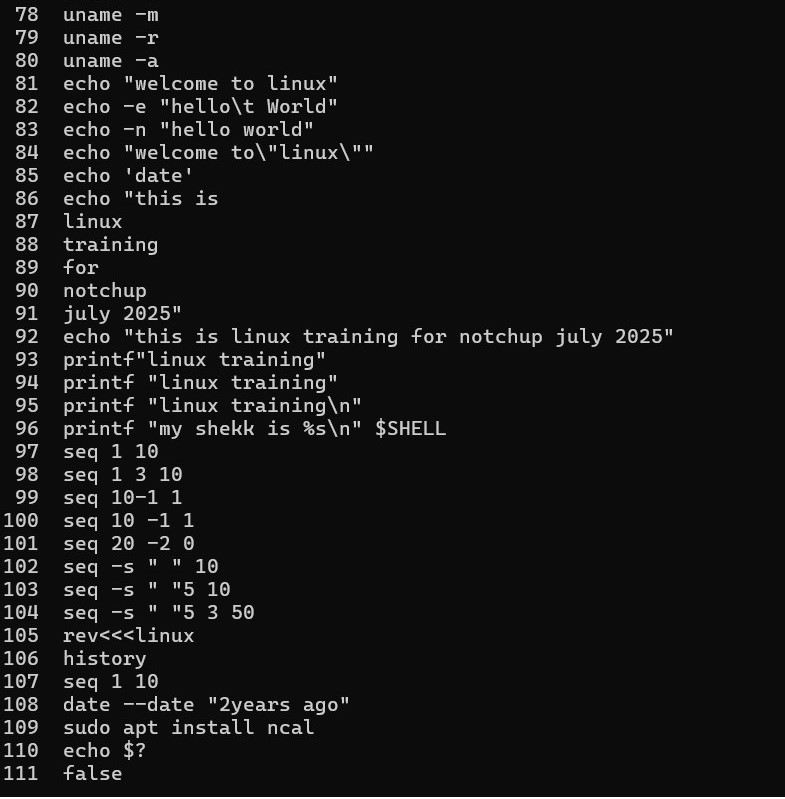 78 uname -m
79 uname -r
80 uname -a
81 echo "welcome to linux"
82 echo -e "hello\t World"
83 echo -n "hello world"
84 echo "welcome to\"linux\""
85 echo 'date'
86 echo "this is
87 linux
88 training
89 for
90 notchup
91 july 2025"
92 echo "this is linux training for notchup july 2025"
93 printf"linux training"
94 printf "linux training"
95 printf "linux training\n"
96 printf "my shekk is %s\n" $SHELL
97 seq 1 10
98 seq 1 3 10
99 seq 10-1 1
100 seq 10 -1 1
101 seq 20 -2 0
102 seq -s " " 10
103 seq -s " "5 10
104 seq -s " "5 3 50
105 rev<<<linux
106 history
107 seq 1 10
108 date --date "2years ago"
109 sudo apt install ncal
110 echo $?
111 false